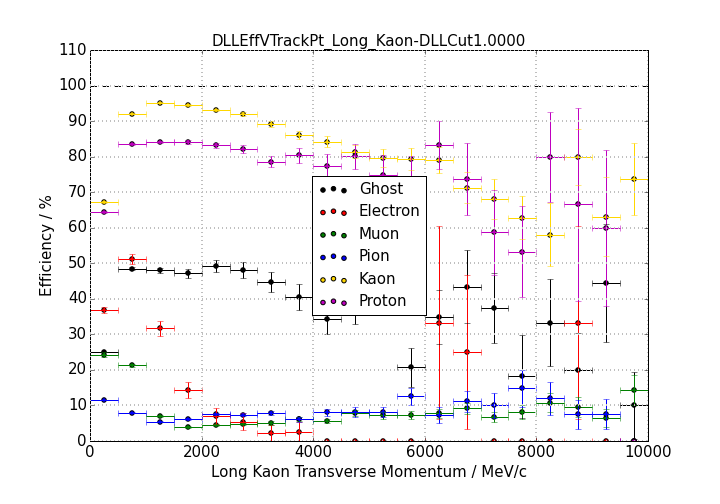 DLLEffVTrackPt_Long_Kaon-DLLCut1.0000
110
100
90
80
70
60
50
40
30
20
10
0
Efficiency / %
Ghost
Electron
Muon
Pion
Kaon
Proton
0 2000 4000 6000 8000 10000
Long Kaon Transverse Momentum / MeV/c